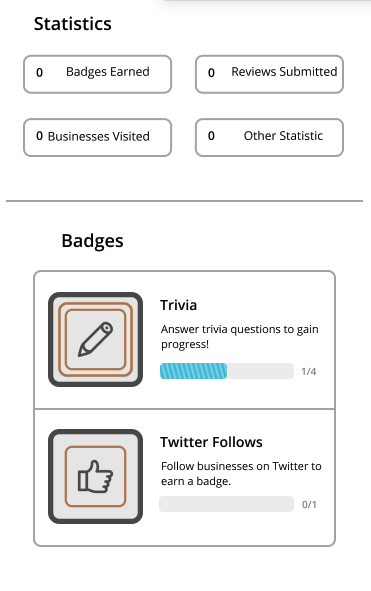 Statistics
0 Badges Earned
0 Reviews Submitted
0 Businesses Visited
0 Other Statistic
Badges
Trivia
Answer trivia questions to gain
progress!
1/4
Twitter Follows
Follow businesses on Twitter to
earn a badge.
0/1